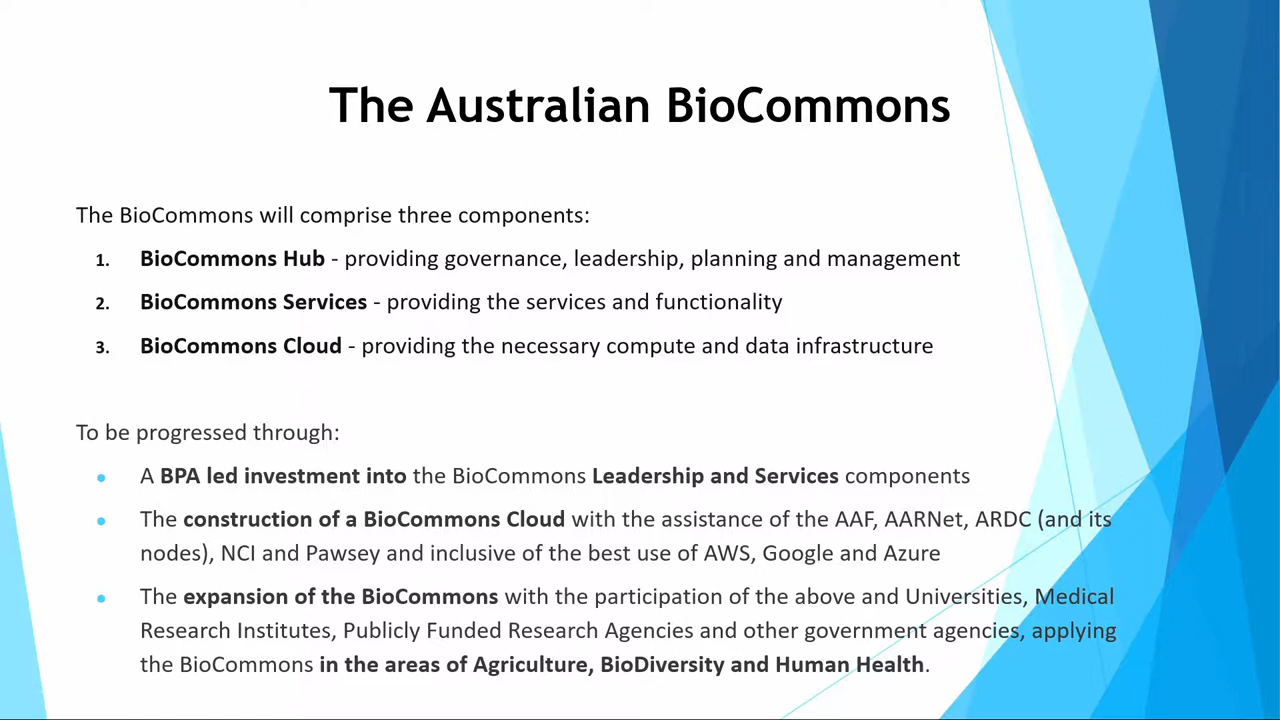 The Australian BioCommons
The BioCommons will comprise three components:
1. BioCommons Hub - providing governance, leadership, planning and management
2. BioCommons Services - providing the services and functionality
3. BioCommons Cloud - providing the necessary compute and data infrastructure
To be progressed through:
• A BPA led investment into the BioCommons Leadership and Services components
• The construction of a BioCommons Cloud with the assistance of the AAF, AARNet, ARDC (and its
nodes), NCI and Pawsey and inclusive of the best use of AWS, Google and Azure
• The expansion of the BioCommons with the participation of the above and Universities, Medical
Research Institutes, Publicly Funded Research Agencies and other government agencies, applying
the BioCommons in the areas of Agriculture, BioDiversity and Human Health.